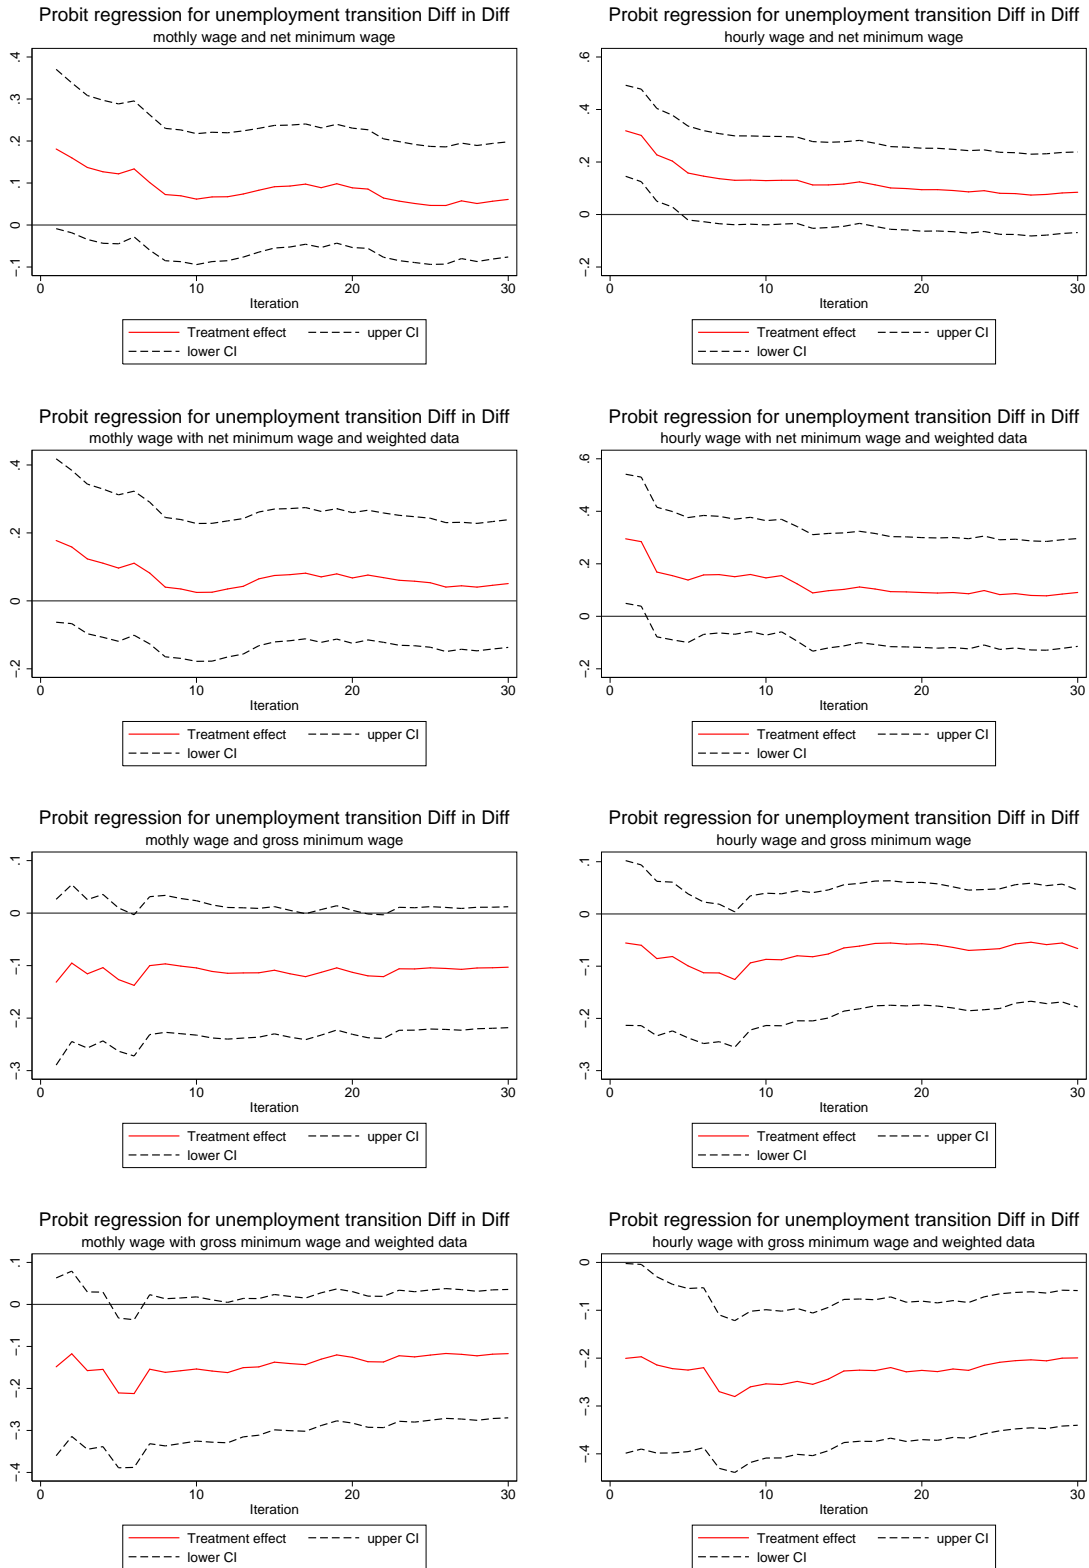 Probit regression for unemployment transition Diff in Diff
mothly wage and net minimum wage
.4
.3
.2
.1
0
-.1
0 10 20 30
Iteration
Treatment effect upper CI
lower CI
Probit regression for unemployment transition Diff in Diff
hourly wage and net minimum wage
.6
.4
.2
0
-.2
0 10 20 30
Iteration
Treatment effect upper CI
lower CI
Probit regression for unemployment transition Diff in Diff
mothly wage with net minimum wage and weighted data
.4
.2
0
-.2
0 10 20 30
Iteration
Treatment effect upper CI
lower CI
Probit regression for unemployment transition Diff in Diff
hourly wage with net minimum wage and weighted data
.6
.4
.2
0
-.2
0 10 20 30
Iteration
Treatment effect upper CI
lower CI
Probit regression for unemployment transition Diff in Diff
mothly wage and gross minimum wage
.1
0
-.1
-.2
-.3
0 10 20 30
Iteration
Treatment effect upper CI
lower CI
Probit regression for unemployment transition Diff in Diff
hourly wage and gross minimum wage
.1
0
-.1
-.2
-.3
0 10 20 30
Iteration
Treatment effect upper CI
lower CI
Probit regression for unemployment transition Diff in Diff
mothly wage with gross minimum wage and weighted data
.1
0
-.1
-.2
-.3
-.4
0 10 20 30
Iteration
Treatment effect upper CI
lower CI
Probit regression for unemployment transition Diff in Diff
hourly wage with gross minimum wage and weighted data
0
-.1
-.2
-.3
-.4
0 10 20 30
Iteration
Treatment effect upper CI
lower CI